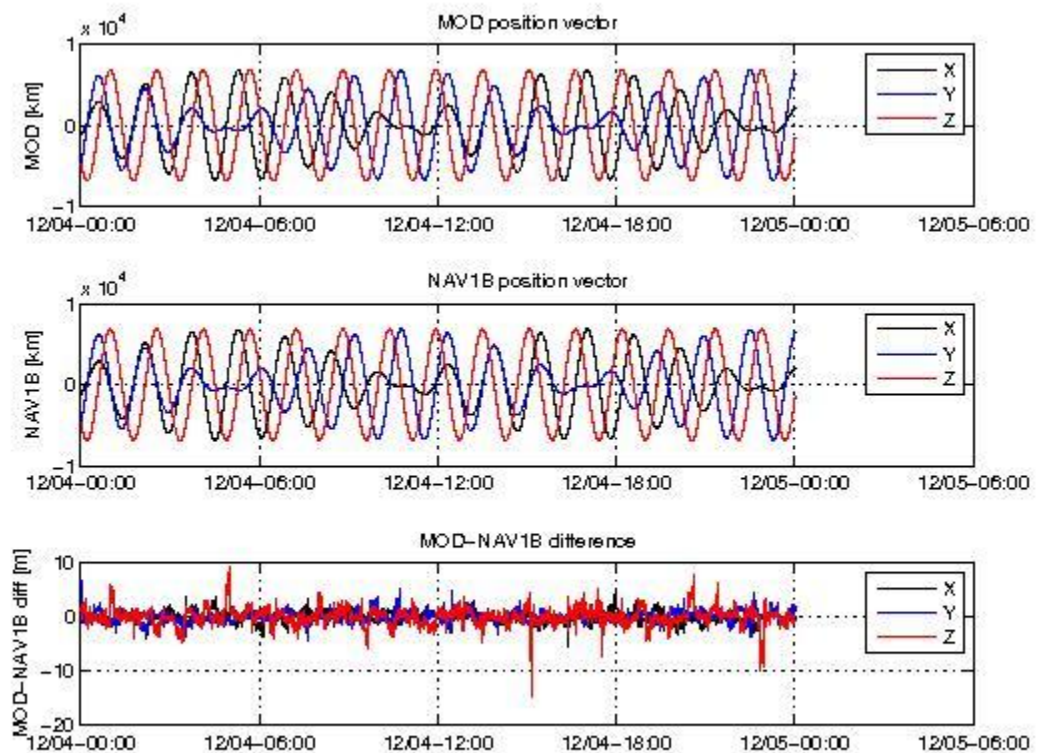 MOD position vector
x 10^4
1
0
-1
MOD [km]
X
Y
Z
12/04-00:00 12/04-06:00 12/04-12:00 12/04-18:00 12/05-00:00 12/05-06:00
NAV1B position vector
x 10^4
1
0
-1
NAV1B [km]
X
Y
Z
12/04-00:00 12/04-06:00 12/04-12:00 12/04-18:00 12/05-00:00 12/05-06:00
MOD-NAV1B difference
10
0
-10
-20
MOD-NAV1B diff [m]
X
Y
Z
12/04-00:00 12/04-06:00 12/04-12:00 12/04-18:00 12/05-00:00 12/05-06:00